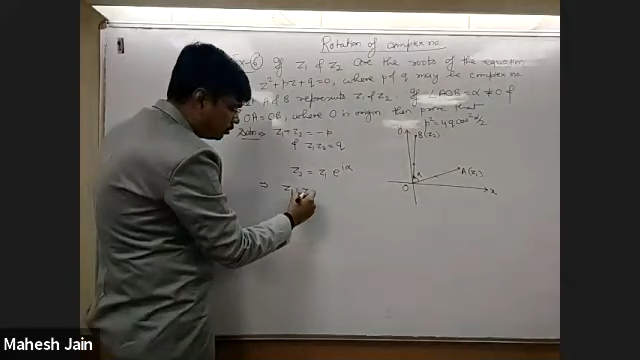 Rotation of complex no.
Ex-6 If Z1 & Z2 are the roots of the equatim
Z² + pZ + q = 0, where p & q may be complex no.
A & B represents Z1 & Z2. If ∠AOB = α ≠ 0 &
OA = OB, where O is origin then prove that
p² = 4q cos² α/2
Soln ⇒ Z1 + Z2 = -p
& Z1Z2 = q
Z2 = Z1 e^iα
⇒
B(Z2)
A(Z1)
α
O
x
Mahesh Jain